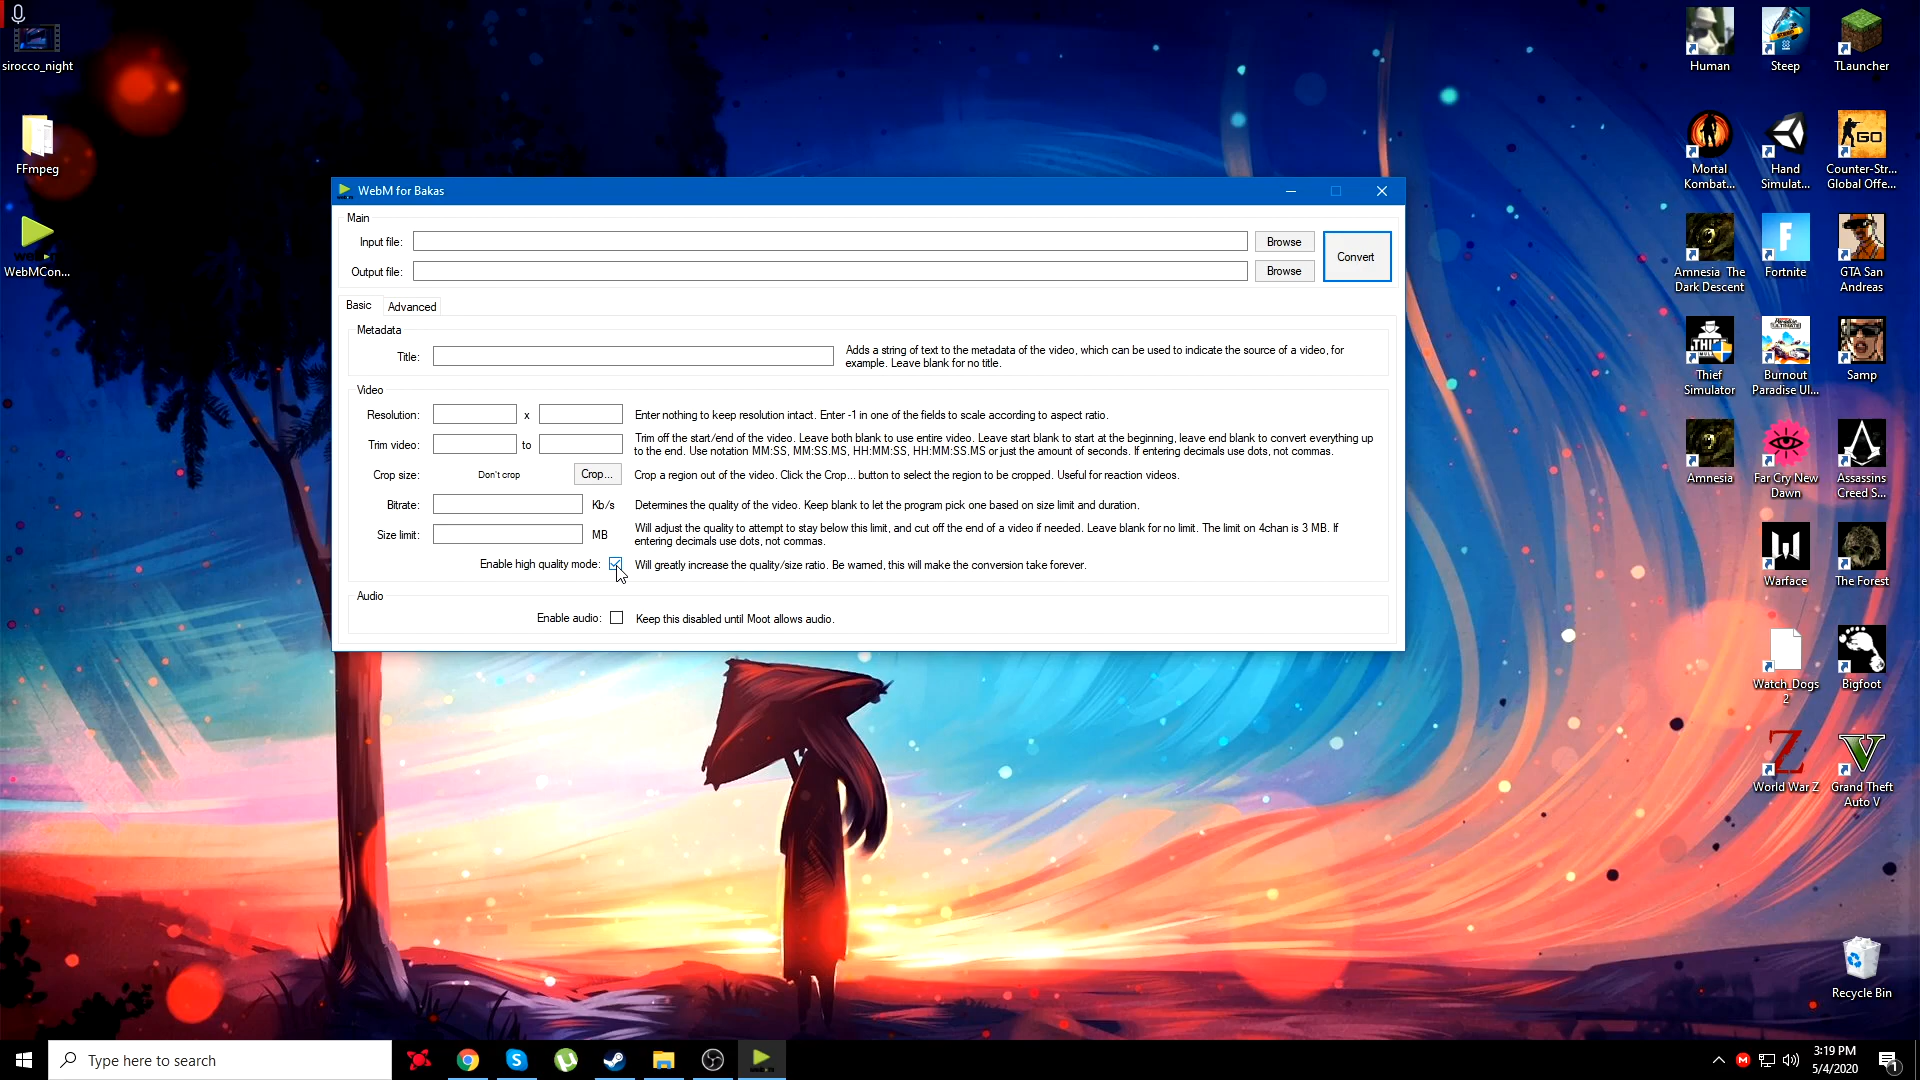 sirocco_night
FFmpeg
WebMCon...
WebM for Bakas
Main
Input file:
Browse
Output file:
Browse
Convert
Basic
Advanced
Metadata
Title:
Adds a string of text to the metadata of the video, which can be used to indicate the source of a video, for
example. Leave blank for no title.
Video
Resolution:
x
Enter nothing to keep resolution intact. Enter -1 in one of the fields to scale according to aspect ratio.
Trim video:
to
Trim off the start/end of the video. Leave both blank to use entire video. Leave start blank to start at the beginning, leave end blank to convert everything up
to the end. Use notation MM:SS, MM:SS.MS, HH:MM:SS, HH:MM:SS.MS or just the amount of seconds. If entering decimals use dots, not commas.
Crop size:
Don't crop
Crop...
Crop a region out of the video. Click the Crop... button to select the region to be cropped. Useful for reaction videos.
Bitrate:
Kb/s
Determines the quality of the video. Keep blank to let the program pick one based on size limit and duration.
Size limit:
MB
Will adjust the quality to attempt to stay below this limit, and cut off the end of a video if needed. Leave blank for no limit. The limit on 4chan is 3 MB. If
entering decimals use dots, not commas.
Enable high quality mode:
Will greatly increase the quality/size ratio. Be warned, this will make the conversion take forever.
Audio
Enable audio:
Keep this disabled until Moot allows audio.
Human
Steep
TLauncher
Mortal
Kombat...
Hand
Simulat...
GO
Counter-Str...
Global Offe...
Amnesia The
Dark Descent
F
Fortnite
GTA San
Andreas
THIEF
Thief
Simulator
Burnout
Paradise Ul...
Samp
Amnesia
Far Cry New
Dawn
Assassins
Creed S...
Warface
The Forest
Watch_Dogs
2
Bigfoot
World War Z
Grand Theft
Auto V
Recycle Bin
Type here to search
3:19 PM
5/4/2020
1